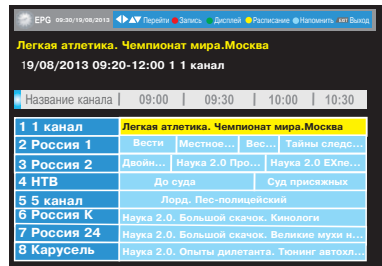 EPG 09:30/19/08/2013 Перейти Запись Дисплей Расписание Напомнить EXIT Выход
Легкая атлетика. Чемпионат мира.Москва
19/08/2013 09:20-12:00 1 1 канал
Название канала | 09:00 | 09:30 | 10:00 | 10:30
1 1 канал Легкая атлетика. Чемпионат мира.Москва
2 Россия 1 Вести Местное... Вес... Тайны следс...
3 Россия 2 Двойн... Наука 2.0 Про... Наука 2.0 EXпе...
4 НТВ До суда Суд присяжных
5 5 канал Лорд. Пес-полицейский
6 Россия К Наука 2.0. Большой скачок. Кинологи
7 Россия 24 Наука 2.0. Большой скачок. Великие мухи н...
8 Карусель Наука 2.0. Опыты дилетанта. Тюнинг автохл...